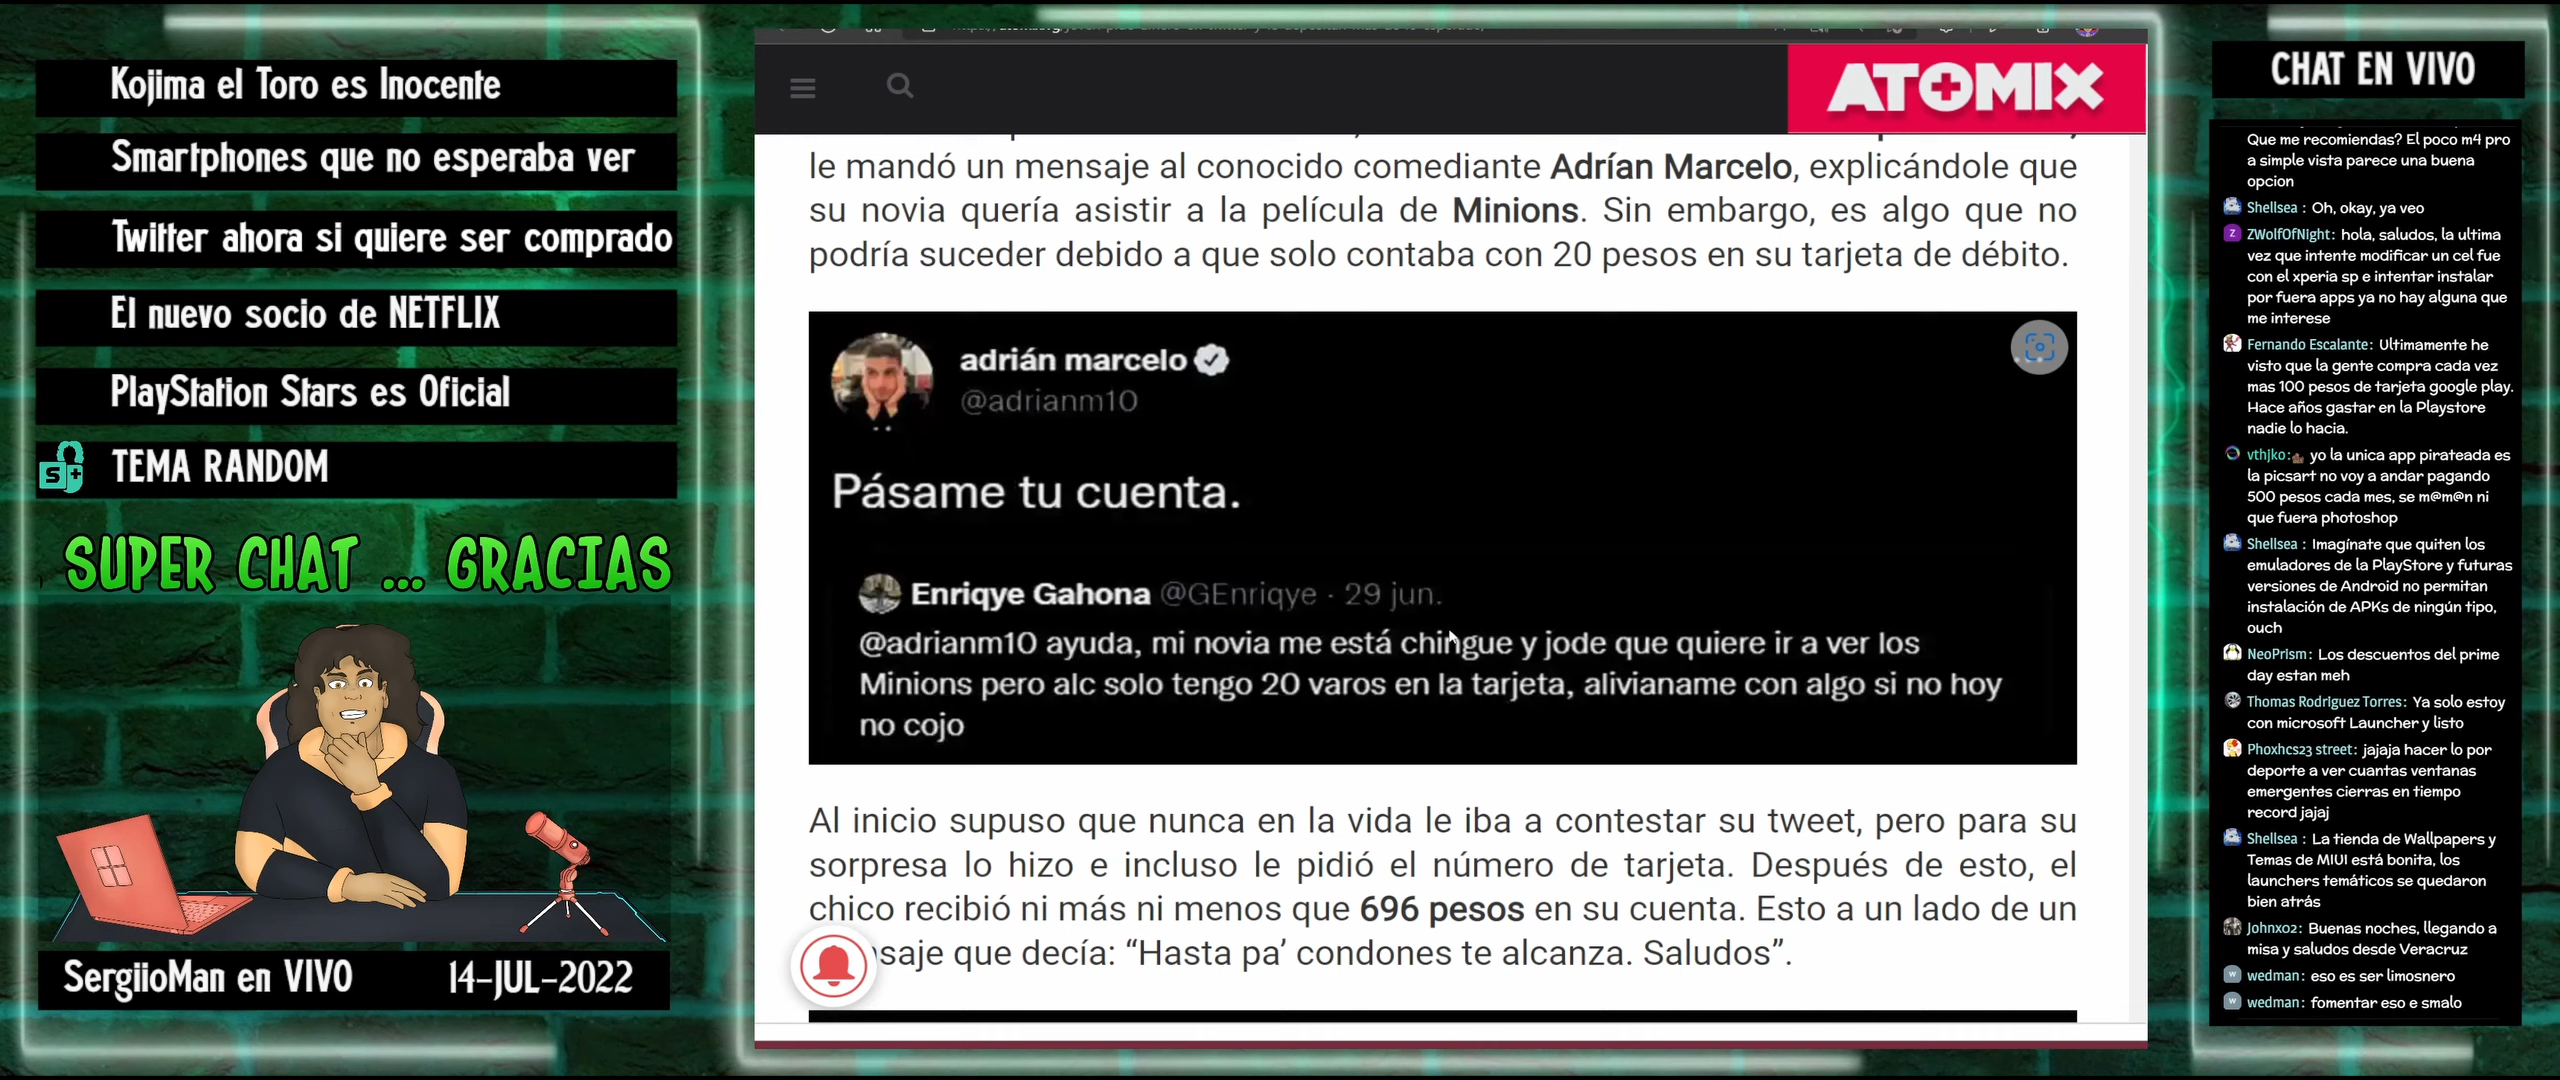 Kojima el Toro es Inocente
Smartphones que no esperaba ver
Twitter ahora si quiere ser comprado
El nuevo socio de NETFLIX
PlayStation Stars es Oficial
S+
TEMA RANDOM
SUPER CHAT ... GRACIAS
SergiioMan en VIVO
14-JUL-2022
ATOMIX
le mandó un mensaje al conocido comediante Adrían Marcelo, explicándole que
su novia quería asistir a la película de Minions. Sin embargo, es algo que no
podría suceder debido a que solo contaba con 20 pesos en su tarjeta de débito.
adrián marcelo
@adrianm10
Pásame tu cuenta.
Enriqye Gahona @GEnriqye · 29 jun.
@adrianm10 ayuda, mi novia me está chingue y jode que quiere ir a ver los
Minions pero alc solo tengo 20 varos en la tarjeta, alivianame con algo si no hoy
no cojo
Al inicio supuso que nunca en la vida le iba a contestar su tweet, pero para su
sorpresa lo hizo e incluso le pidió el número de tarjeta. Después de esto, el
chico recibió ni más ni menos que 696 pesos en su cuenta. Esto a un lado de un
saje que decía: “Hasta pa’ condones te alcanza. Saludos”.
CHAT EN VIVO
Que me recomiendas? El poco m4 pro
a simple vista parece una buena
opcion
Shellsea : Oh, okay, ya veo
Z ZWolfOfNight: hola, saludos, la ultima
vez que intente modificar un cel fue
con el xperia sp e intentar instalar
por fuera apps ya no hay alguna que
me interese
Fernando Escalante: Ultimamente he
visto que la gente compra cada vez
mas 100 pesos de tarjeta google play.
Hace años gastar en la Playstore
nadie lo hacia.
vthjko: yo la unica app pirateada es
la picsart no voy a andar pagando
500 pesos cada mes, se m@m@n ni
que fuera photoshop
Shellsea : Imagínate que quiten los
emuladores de la PlayStore y futuras
versiones de Android no permitan
instalación de APKs de ningún tipo,
ouch
NeoPrIsm: Los descuentos del prime
day estan meh
Thomas RodrIguez Torres: Ya solo estoy
con microsoft Launcher y listo
Phoxhcs23 street: jajaja hacer lo por
deporte a ver cuantas ventanas
emergentes cierras en tiempo
record jajaj
Shellsea : La tienda de Wallpapers y
Temas de MIUI está bonita, los
launchers temáticos se quedaron
bien atrás
Johnxo2: Buenas noches, llegando a
misa y saludos desde Veracruz
W wedman: eso es ser limosnero
W wedman: fomentar eso e smalo